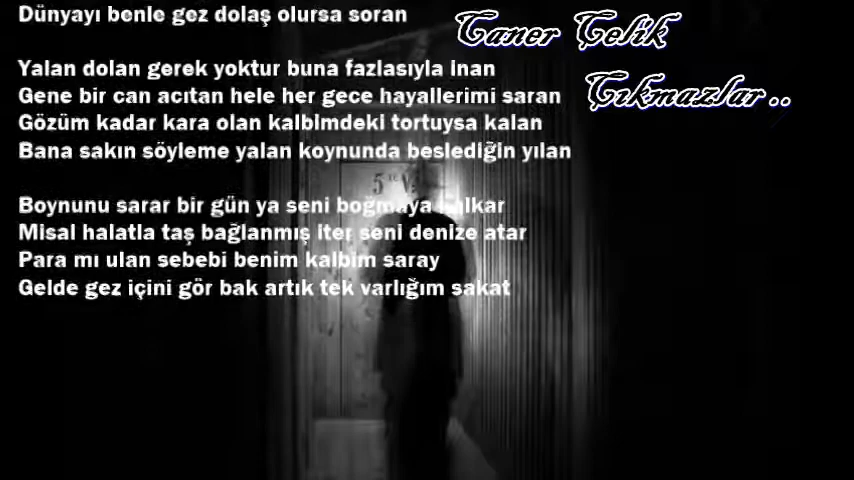 Dünyayı benle gez dolaş olursa soran
Caner Çelik
Çıkmazlar..
Yalan dolan gerek yoktur buna fazlasıyla inan
Gene bir can acıtan hele her gece hayallerimi saran
Gözüm kadar kara olan kalbimdeki tortuysa kalan
Bana sakın söyleme yalan koynunda beslediğin yılan
Boynunu sarar bir gün ya seni boğmaya kalkar
Misal halatla taş bağlanmış iter seni denize atar
Para mı ulan sebebi benim kalbim saray
Gelde gez içini gör bak artık tek varlığım sakat